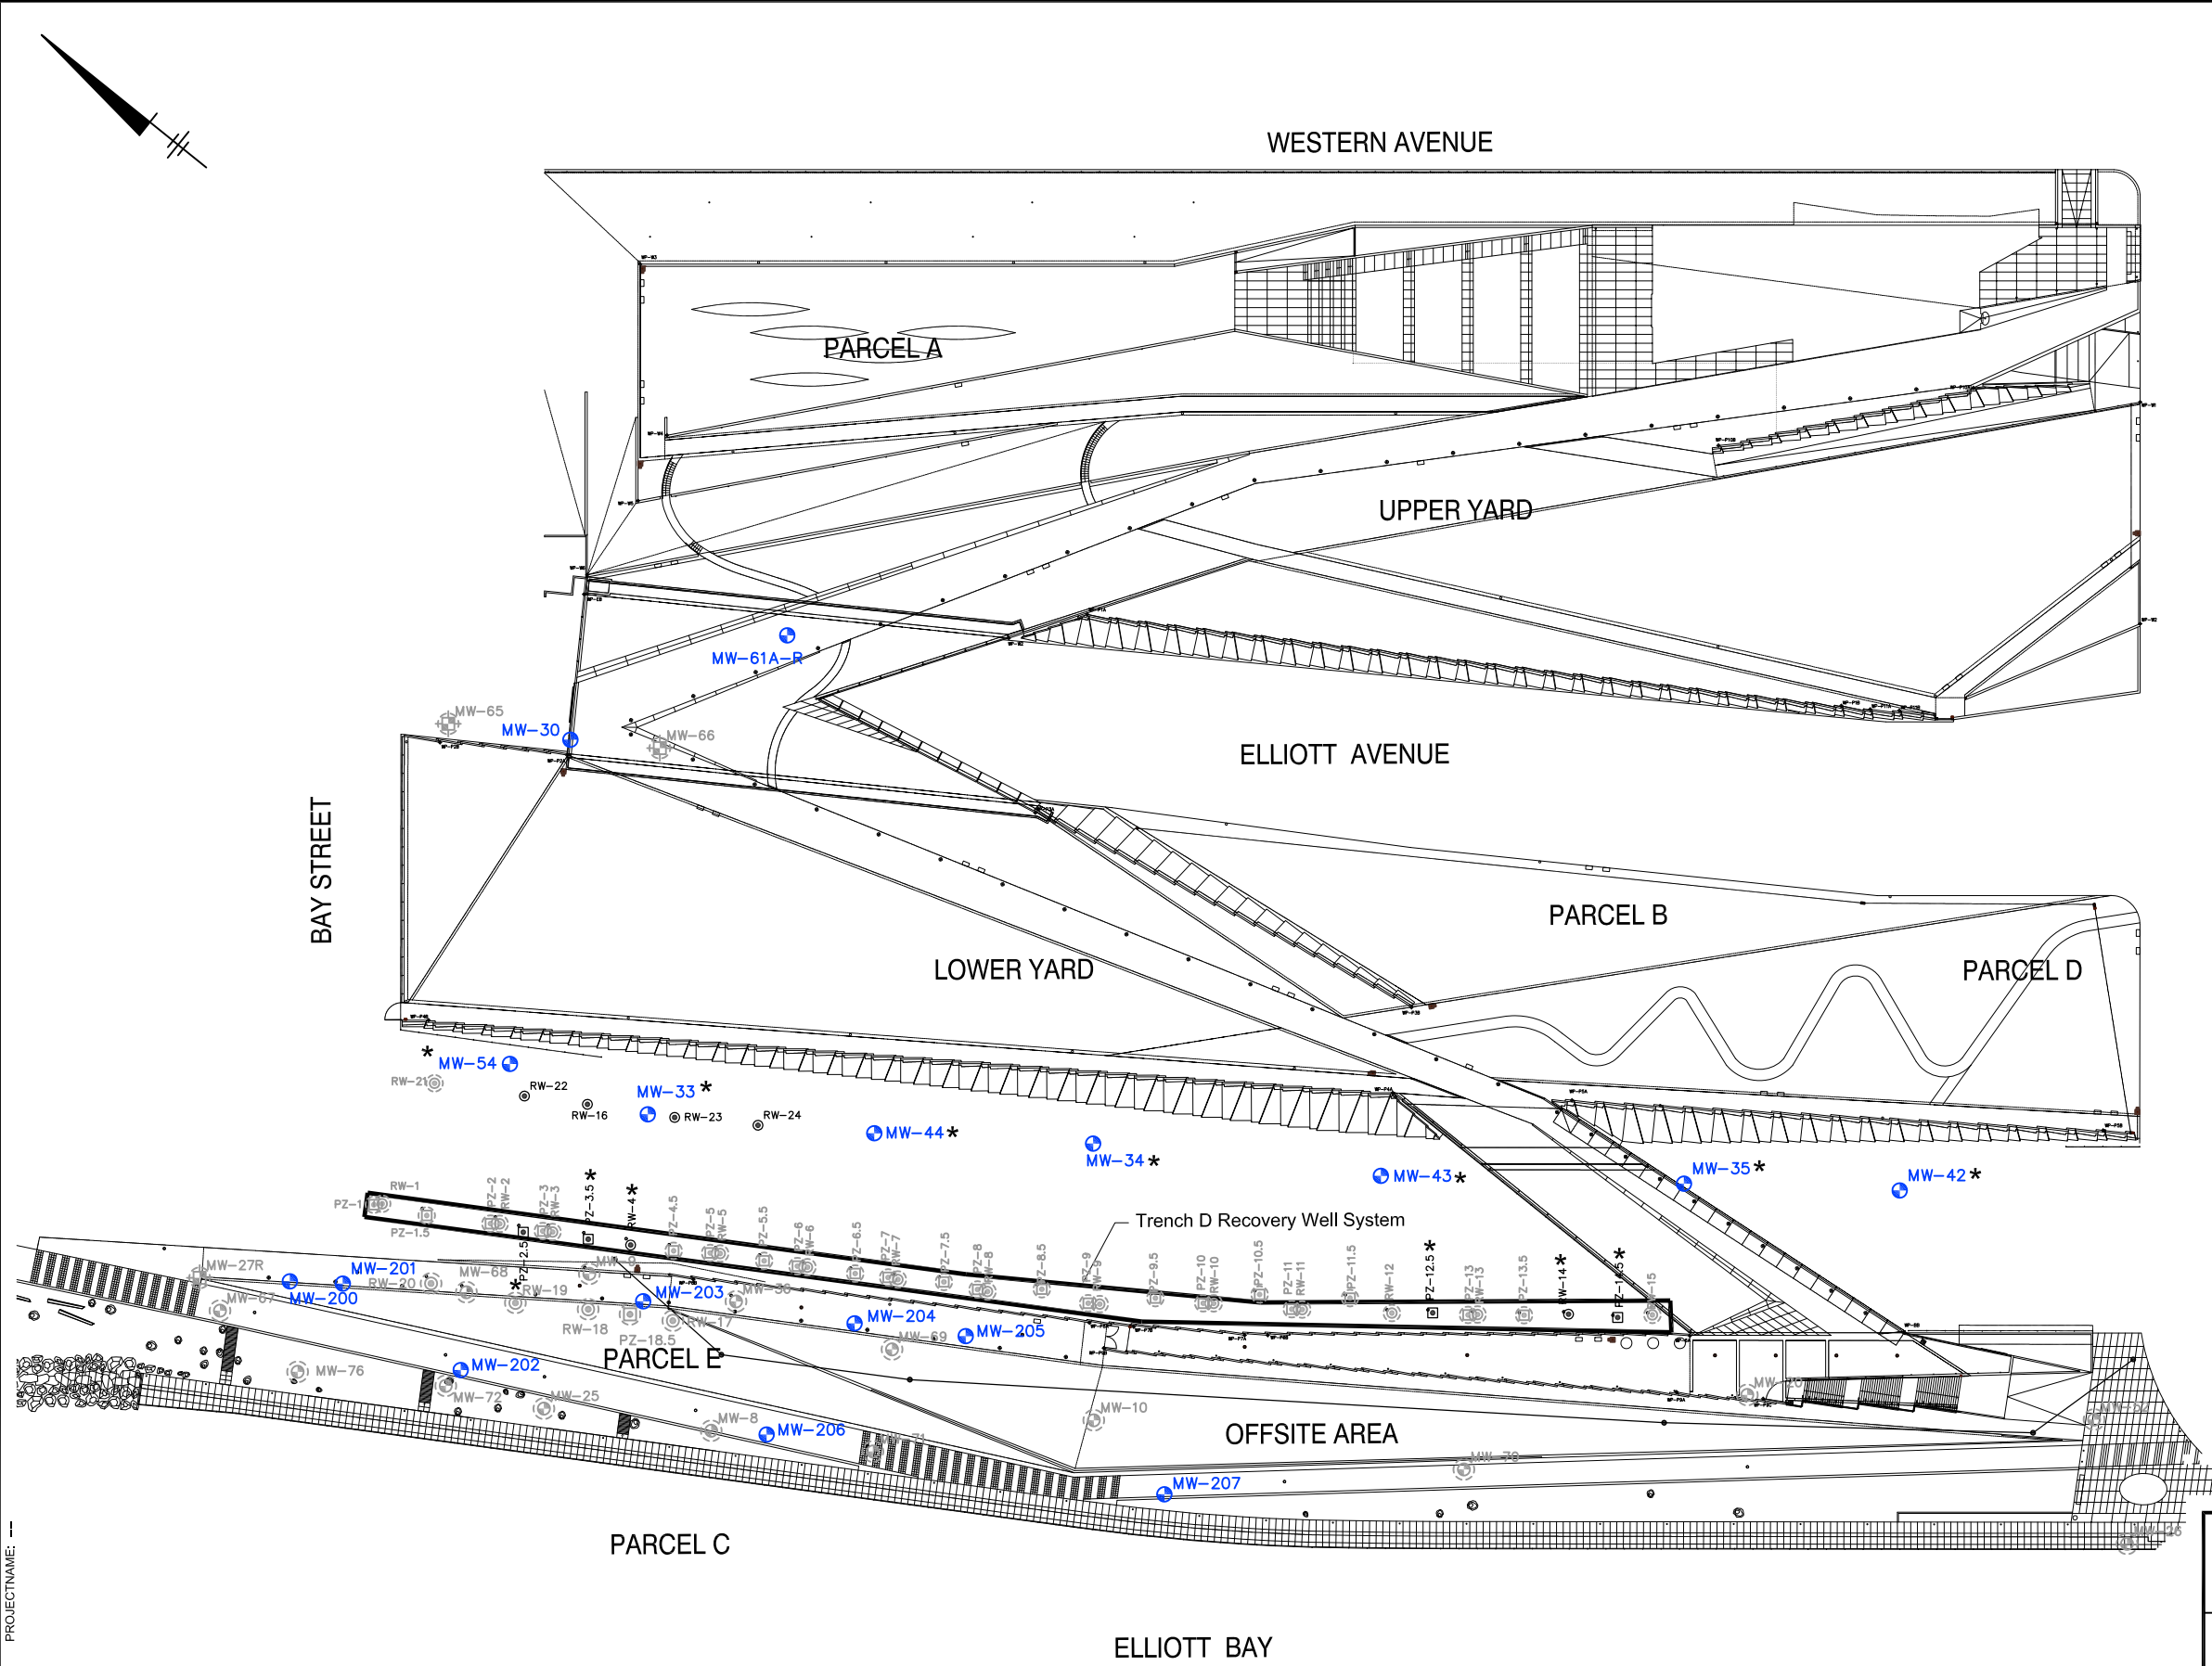 WESTERN AVENUE
PARCEL A
UPPER YARD
MW-61A-R
MW-65
MW-30
MW-66
ELLIOTT AVENUE
BAY STREET
PARCEL B
LOWER YARD
PARCEL D
* MW-54
RW-21
RW-22
RW-16
MW-33 *
RW-23
RW-24
MW-44 *
MW-34 *
MW-43 *
MW-35 *
MW-42 *
RW-1
PZ-1.5
PZ-2
RW-2
PZ-2.5 *
PZ-3
RW-3
PZ-3.5 *
RW-4 *
PZ-4.5
PZ-5
RW-5
PZ-5.5
PZ-6
RW-6
PZ-6.5
PZ-7
RW-7
PZ-7.5
PZ-8
RW-8
PZ-8.5
PZ-9
RW-9
PZ-9.5
PZ-10
RW-10
PZ-10.5
PZ-11
RW-11
PZ-11.5
RW-12
PZ-12.5 *
PZ-13
RW-13
PZ-13.5
RW-14 *
PZ-14.5 *
RW-15
Trench D Recovery Well System
MW-27R
MW-201
MW-200
RW-20
MW-68
RW-19
MW-67
RW-18
PZ-18.5
MW-203
RW-17
MW-204
MW-205
MW-69
PARCEL E
MW-202
MW-76
MW-72
MW-25
MW-8
MW-206
MW-71
MW-10
OFFSITE AREA
MW-70
MW-207
PARCEL C
ELLIOTT BAY
PROJECTNAME: --